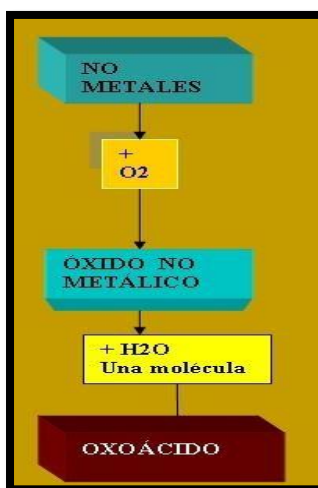 NO
METALES
+
O2
ÓXIDO NO
METÁLICO
+ H2O
Una molécula
OXOÁCIDO